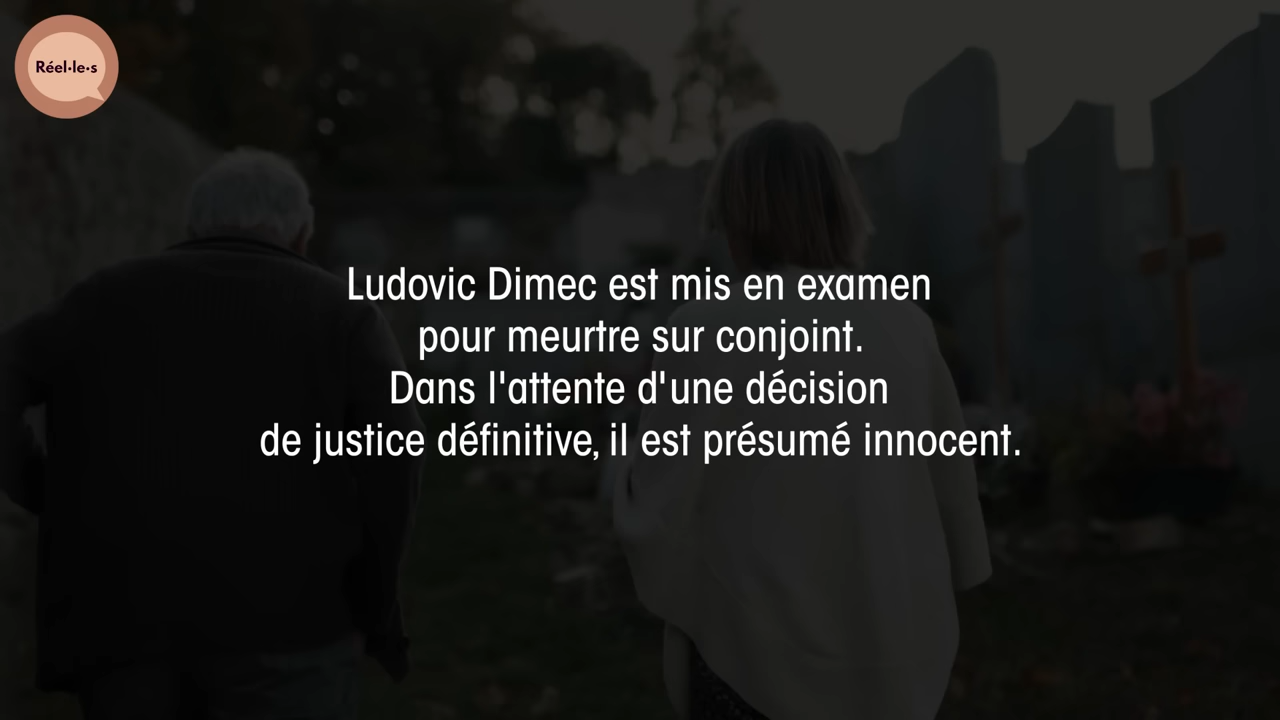 Réel·le·s
Ludovic Dimec est mis en examen
pour meurtre sur conjoint.
Dans l'attente d'une décision
de justice définitive, il est présumé innocent.